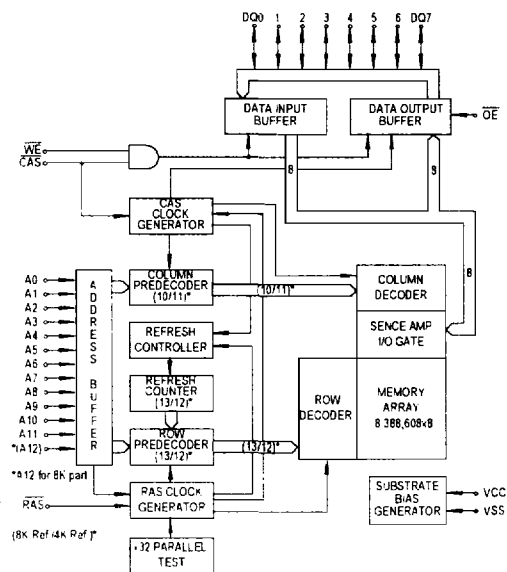 DQ0 1 2 3 4 5 6 DQ7
DATA INPUT
BUFFER
DATA OUTPUT
BUFFER
OE
WE
CAS
8
CAS
CLOCK
GENERATOR
8
COLUMN
PREDECODER
(10/11)*
(10/11)*
COLUMN
DECODER
A0
A1
A2
A3
A4
A5
A6
A7
A8
A9
A10
A11
*(A12)
ADDRESS BUFFER
REFRESH
CONTROLLER
SENCE AMP
I/O GATE
REFRESH
COUNTER
(13/12)*
ROW
DECODER
MEMORY
ARRAY
8,388,608x8
ROW
PREDECODER
(13/12)*
(13/12)*
*A12 for 8K part
RAS
RAS CLOCK
GENERATOR
SUBSTRATE
BIAS
GENERATOR
VCC
VSS
(8K Ref/4K Ref)*
x32 PARALLEL
TEST